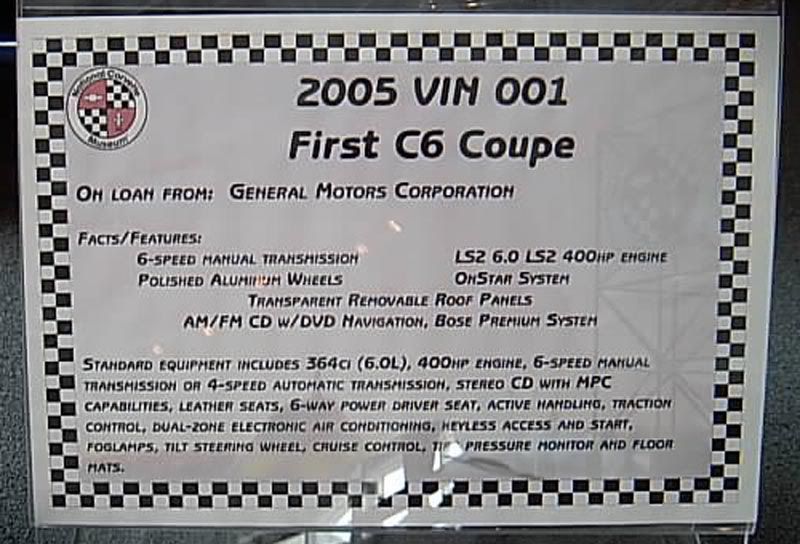 National Corvette
Museum
2005 VIN 001
First C6 Coupe
On loan from: General Motors Corporation
Facts/Features:
6-speed manual transmission LS2 6.0 LS2 400hp engine
Polished Aluminum Wheels OnStar System
Transparent Removable Roof Panels
AM/FM CD w/DVD Navigation, Bose Premium System
Standard equipment includes 364ci (6.0L), 400hp engine, 6-speed manual
transmission or 4-speed automatic transmission, stereo CD with MPC
capabilities, leather seats, 6-way power driver seat, active handling, traction
control, dual-zone electronic air conditioning, keyless access and start,
foglamps, tilt steering wheel, cruise control, tire pressure monitor and floor
mats.